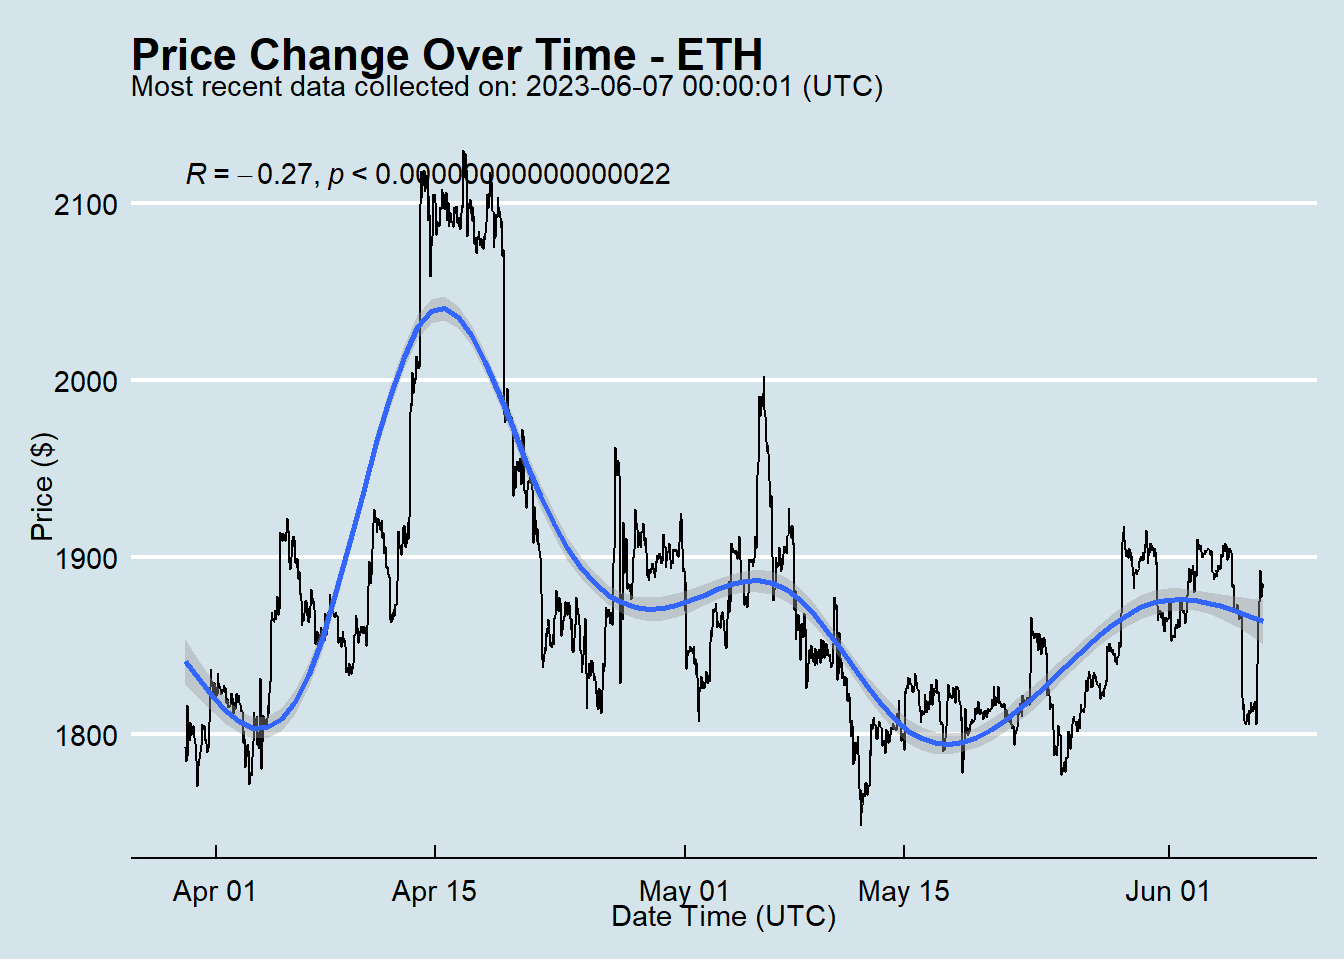 Price Change Over Time - ETH
Most recent data collected on: 2023-06-07 00:00:01 (UTC)
R = −0.27, p < 0.00000000000000022
2100
2000
1900
1800
Price ($)
Apr 01 Apr 15 May 01 May 15 Jun 01
Date Time (UTC)